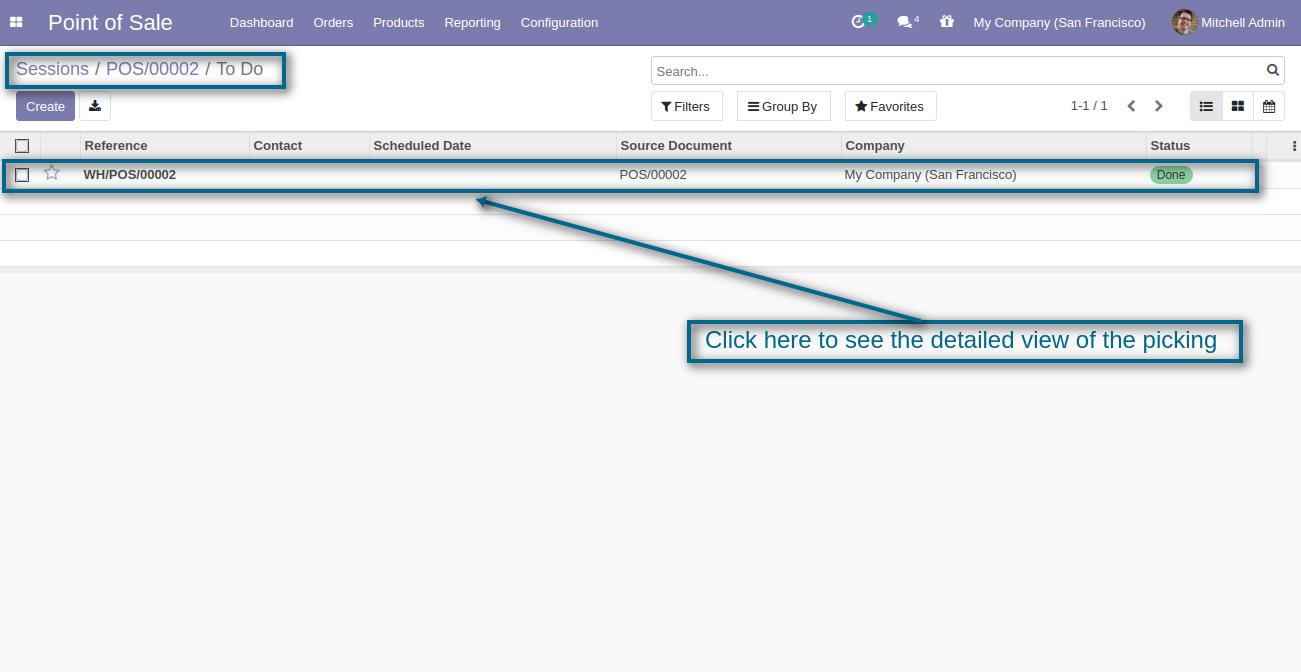 Point of Sale Dashboard Orders Products Reporting Configuration 1 4 My Company (San Francisco) Mitchell Admin
Sessions / POS/00002 / To Do
Search...
Create Filters Group By Favorites 1-1 / 1
Reference Contact Scheduled Date Source Document Company Status
WH/POS/00002 POS/00002 My Company (San Francisco) Done
Click here to see the detailed view of the picking